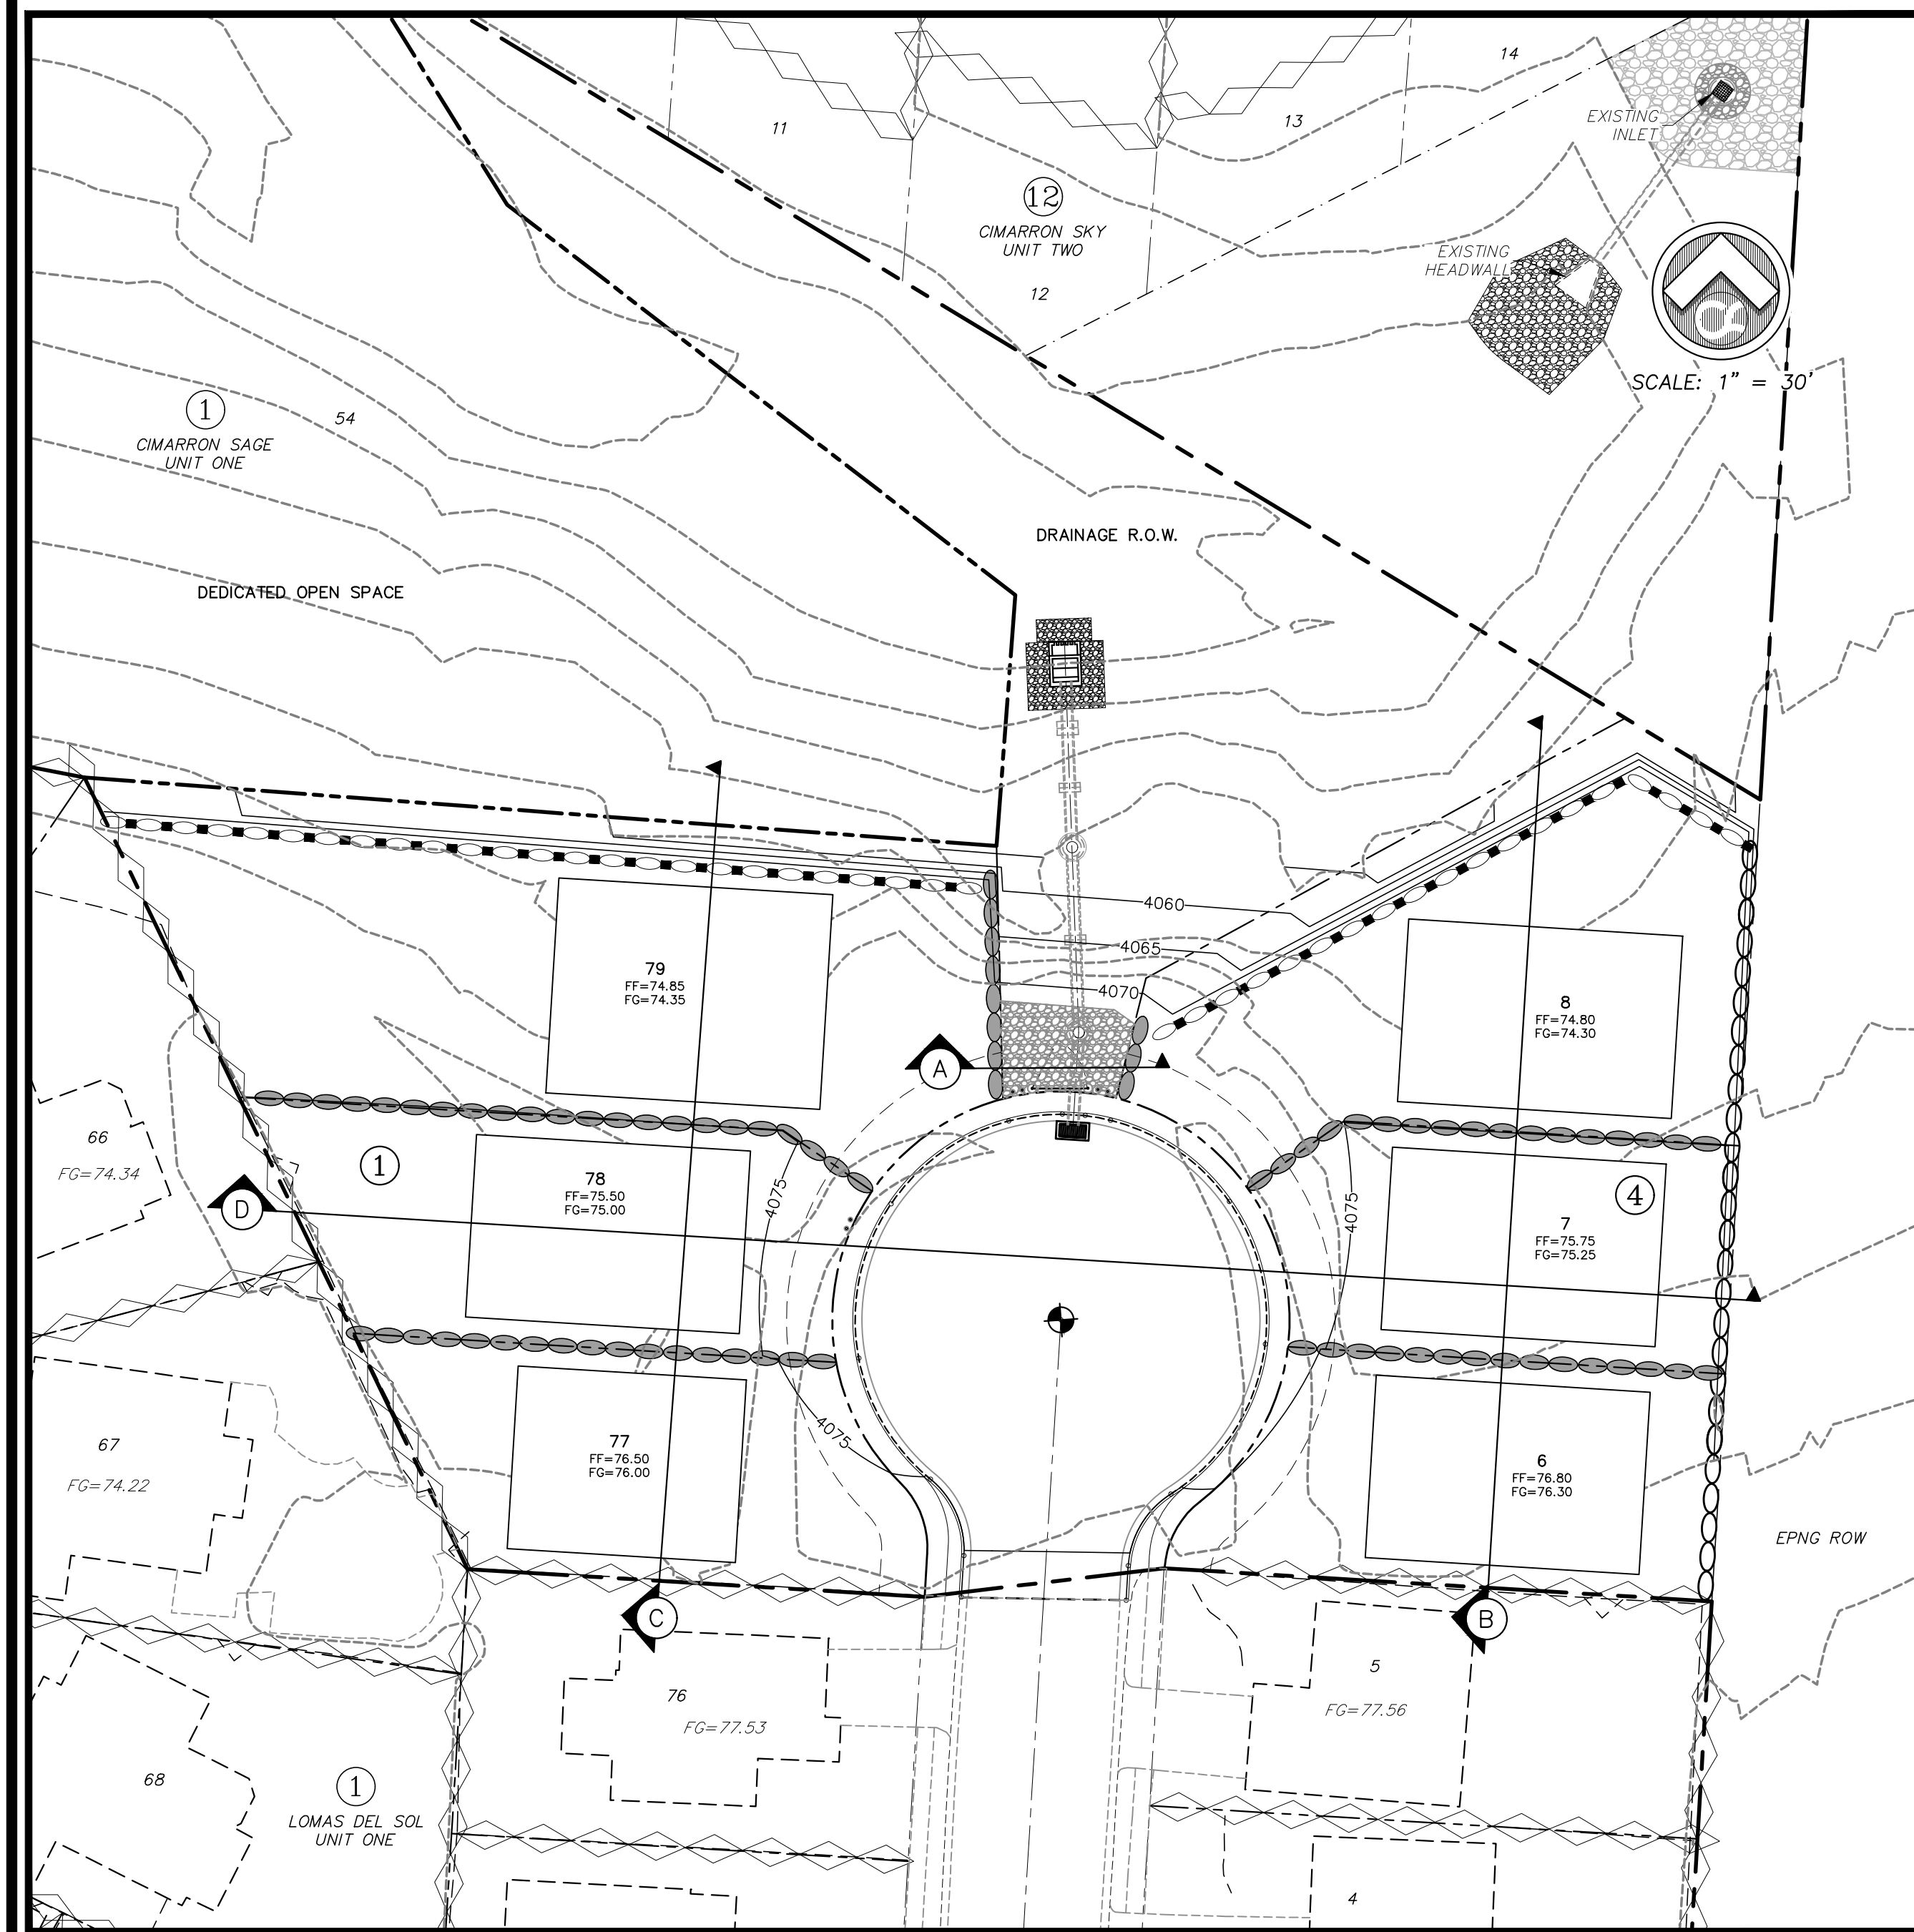 14
11
13
EXISTING
INLET
12
CIMARRON SKY
UNIT TWO
EXISTING
HEADWALL
12
SCALE: 1" = 30'
1
54
CIMARRON SAGE
UNIT ONE
DRAINAGE R.O.W.
DEDICATED OPEN SPACE
4060
4065
4070
79
FF=74.85
FG=74.35
8
FF=74.80
FG=74.30
A
66
FG=74.34
1
78
FF=75.50
FG=75.00
4075
4075
4
7
FF=75.75
FG=75.25
D
67
FG=74.22
77
FF=76.50
FG=76.00
4075
6
FF=76.80
FG=76.30
EPNG ROW
C
B
76
FG=77.53
5
FG=77.56
68
1
LOMAS DEL SOL
UNIT ONE
4